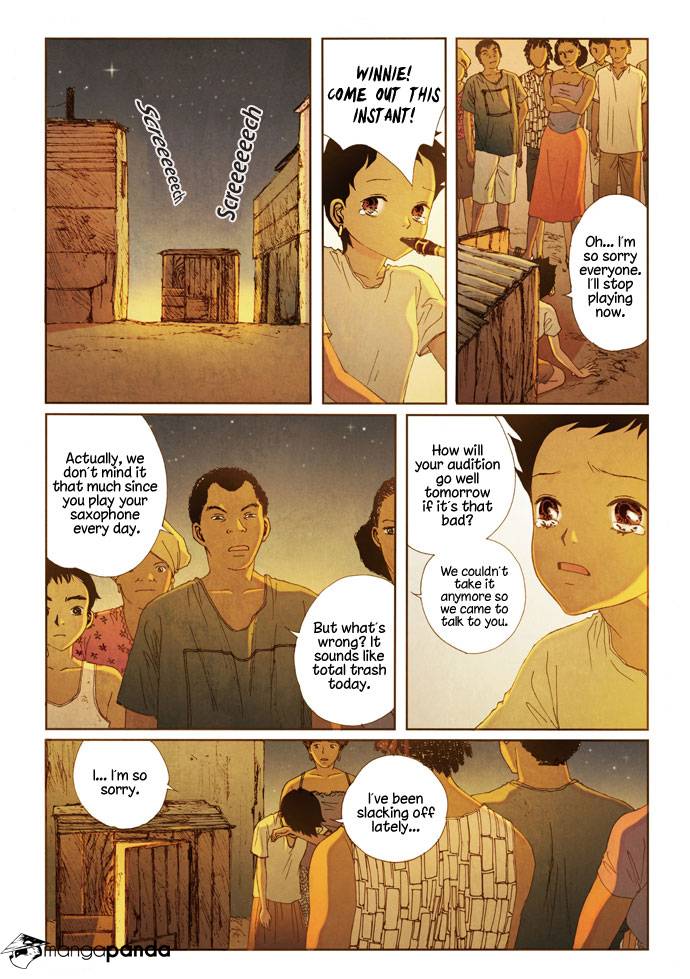 Screeeeeech
Screeeeeech
WINNIE!
COME OUT THIS
INSTANT!
Oh... I'm
so sorry
everyone.
I'll stop
playing
now.
Actually, we
don't mind it
that much since
you play your
saxophone
every day.
But what's
wrong? It
sounds like
total trash
today.
How will
your audition
go well
tomorrow
if it's that
bad?
We couldn't
take it
anymore so
we came to
talk to you.
I... I'm so
sorry.
I've been
slacking off
lately...
mangapanda